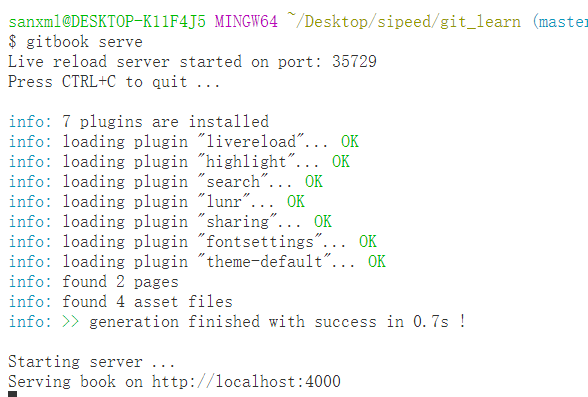 sanxml@DESKTOP-K11F4J5 MINGW64 ~/Desktop/sipeed/git_learn (master
$ gitbook serve
Live reload server started on port: 35729
Press CTRL+C to quit ...
info: 7 plugins are installed
info: loading plugin "livereload"... OK
info: loading plugin "highlight"... OK
info: loading plugin "search"... OK
info: loading plugin "lunr"... OK
info: loading plugin "sharing"... OK
info: loading plugin "fontsettings"... OK
info: loading plugin "theme-default"... OK
info: found 2 pages
info: found 4 asset files
info: >> generation finished with success in 0.7s !
Starting server ...
Serving book on http://localhost:4000